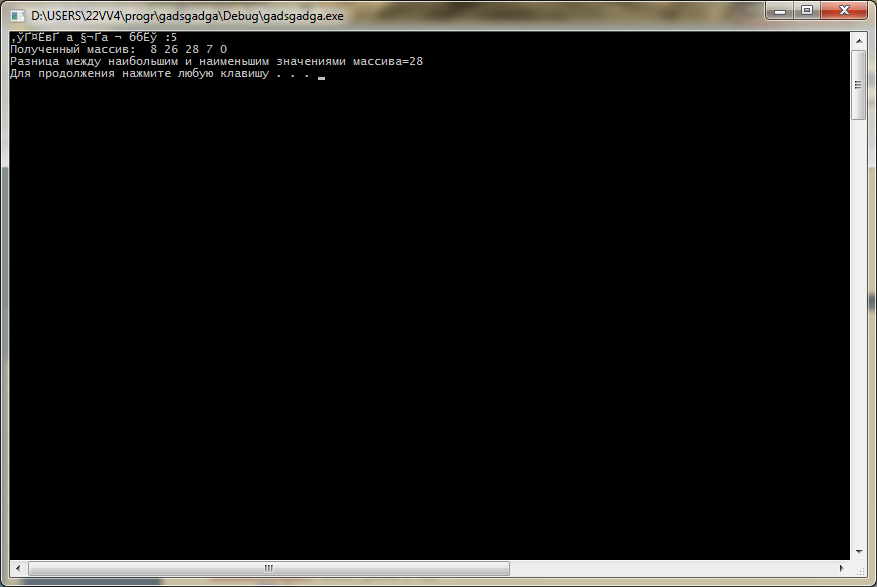 D:\USERS\22VV4\progr\gadsgadga\Debug\gadsgadga.exe
‚ўҐ¤ЁвҐ а §¬Ґа ¬ ббЁў :5
Полученный массив:  8 26 28 7 0
Разница между наибольшим и наименьшим значениями массива=28
Для продолжения нажмите любую клавишу . . .